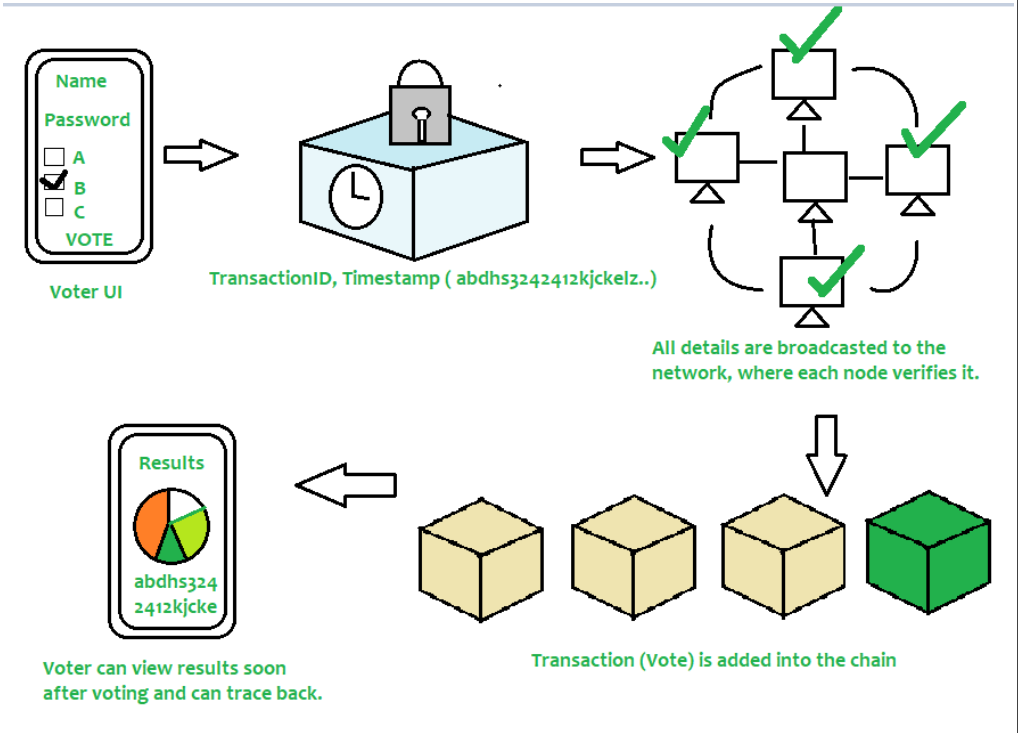 Name
Password
A
B
C
VOTE
Voter UI
TransactionID, Timestamp ( abdhs3242412kjckelz..)
All details are broadcasted to the
network, where each node verifies it.
Transaction (Vote) is added into the chain
Results
abdhs324
2412kjcke
Voter can view results soon
after voting and can trace back.